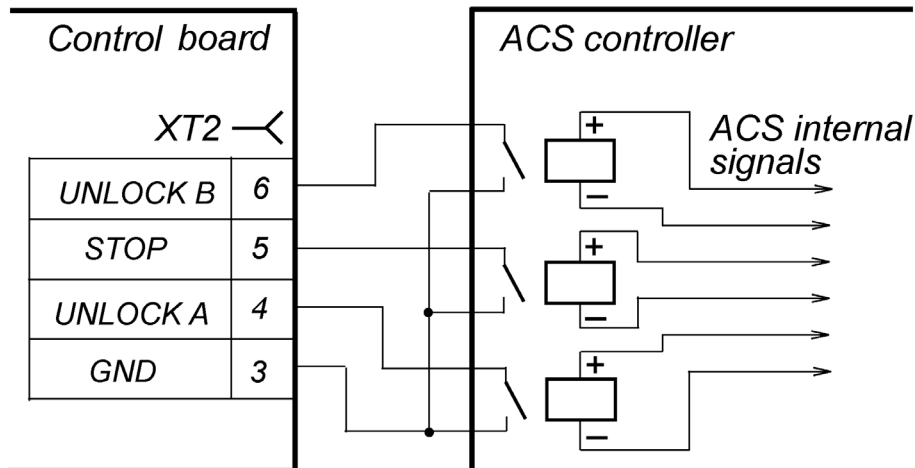 Control board
XT2
UNLOCK B 6
STOP 5
UNLOCK A 4
GND 3
ACS controller
ACS internal
signals
+
−
+
−
+
−